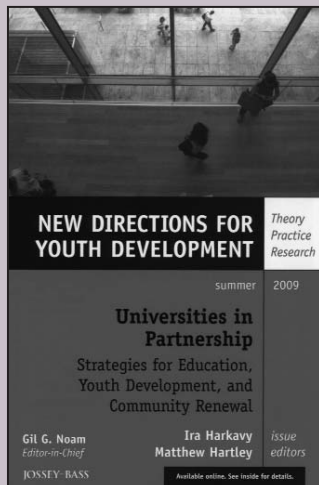 NEW DIRECTIONS FOR
YOUTH DEVELOPMENT
Theory
Practice
Research
summer 2009
Universities in
Partnership
Strategies for Education,
Youth Development, and
Community Renewal
Gil G. Noam
Editor-in-Chief
Ira Harkavy
Matthew Hartley
issue
editors
JOSSEY-BASS
Available online. See inside for details.